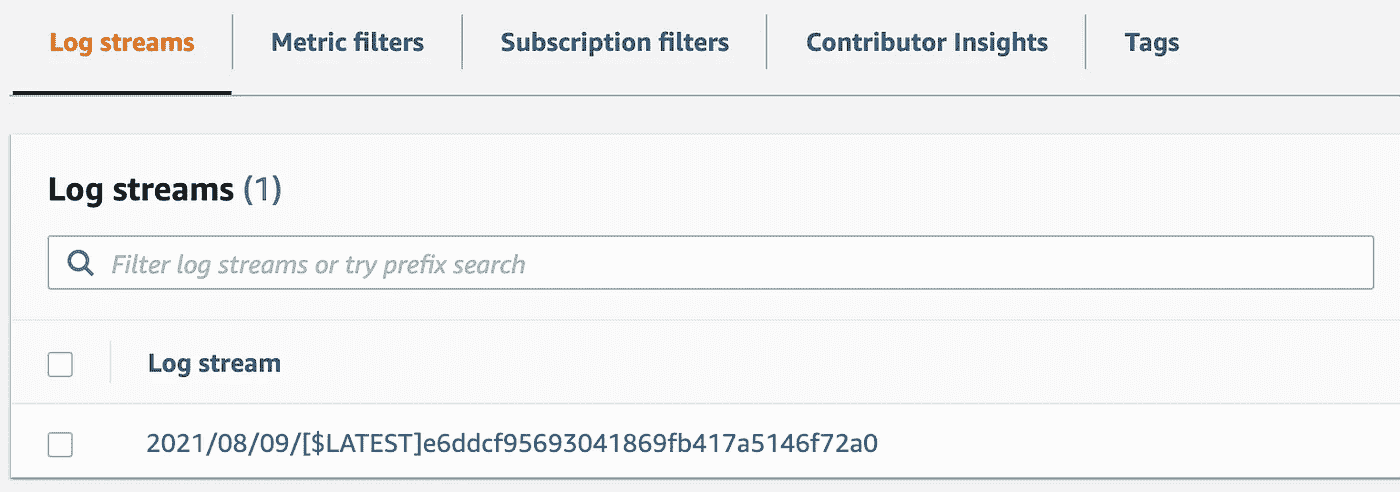 Log streams Metric filters Subscription filters Contributor Insights Tags
Log streams (1)
Filter log streams or try prefix search
Log stream
2021/08/09/[$LATEST]e6ddcf95693041869fb417a5146f72a0